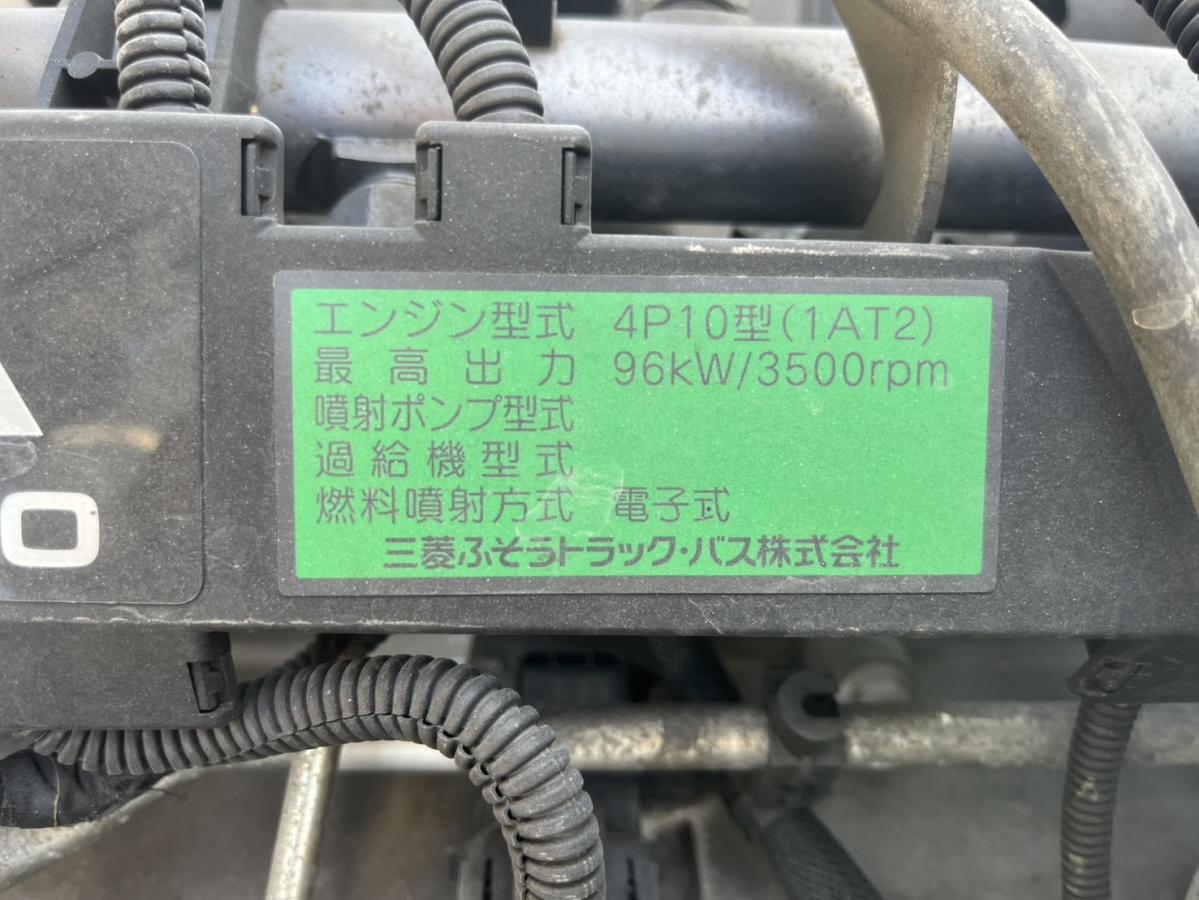 エンジン型式 4P10型(1AT2)
最高出力 96kW/3500rpm
噴射ポンプ型式
過給機型式
燃料噴射方式 電子式
三菱ふそうトラック・バス株式会社
O